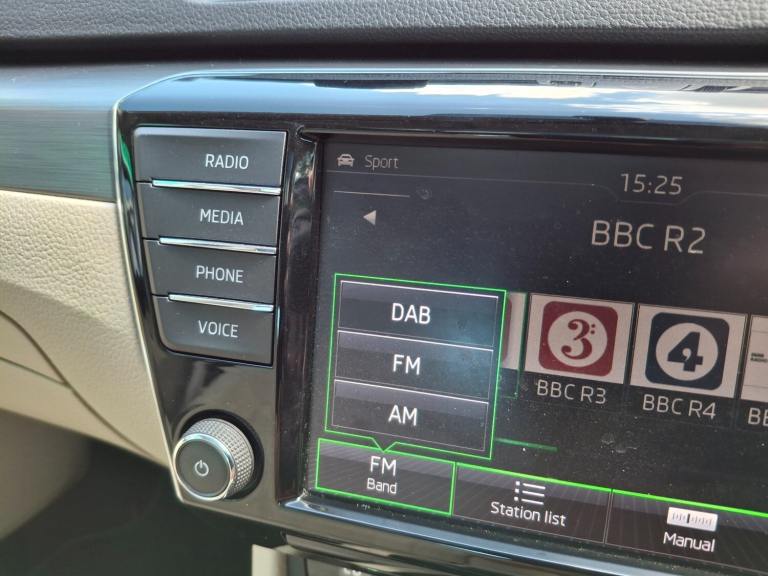 RADIO
MEDIA
PHONE
VOICE
Sport
15:25
BBC R2
DAB
FM
AM
3
4
BBC R3
BBC R4
FM
Band
Station list
Manual